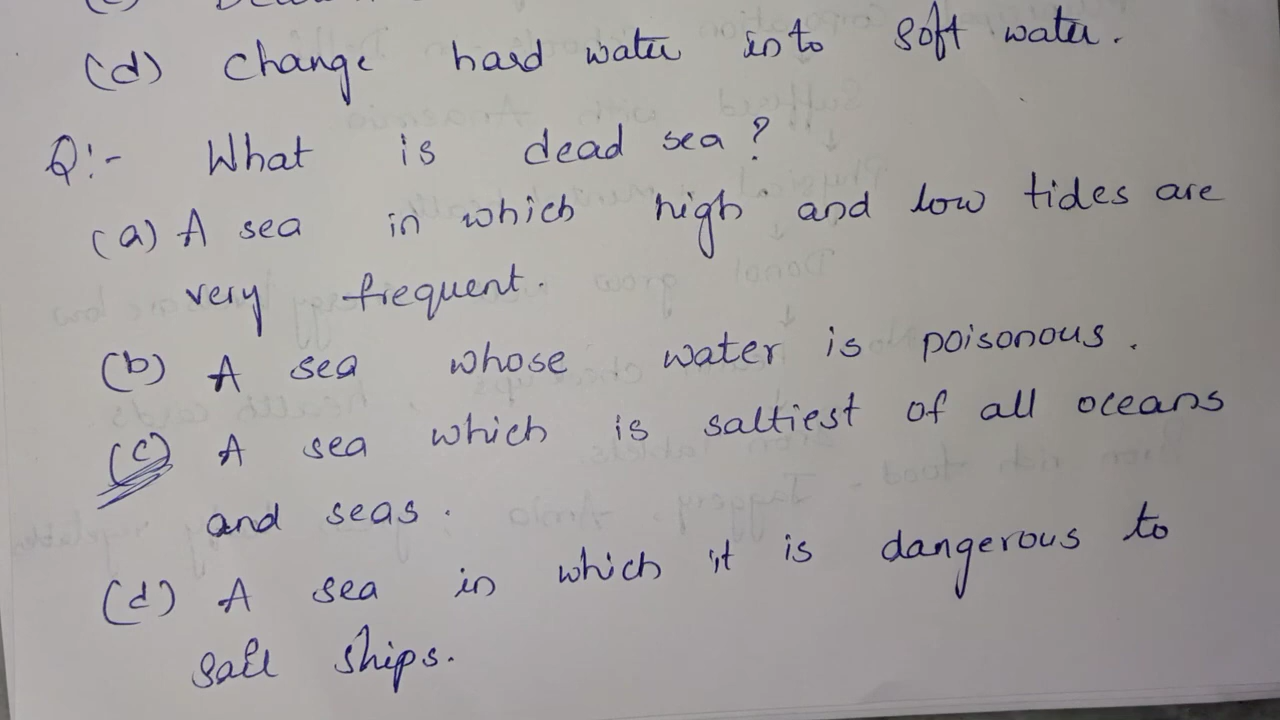 (d) change hard water into soft water.
Q:- What is dead sea?
(a) A sea in which high and low tides are
very frequent.
(b) A sea whose water is poisonous.
(c) A sea which is saltiest of all oceans
and seas.
(d) A sea in which it is dangerous to
sail ships.